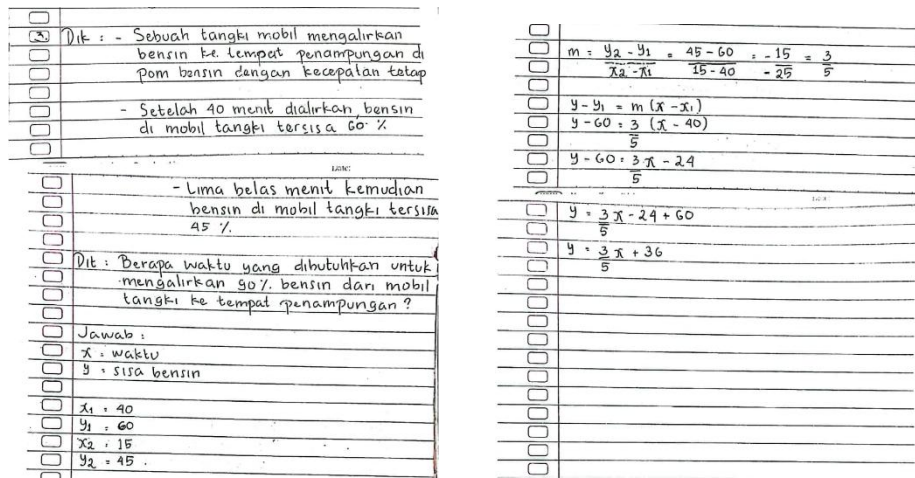 3. Dik : - Sebuah tangki mobil mengalirkan
bensin ke tempat penampungan di
pom bensin dengan kecepatan tetap
- Setelah 40 menit dialirkan, bensin
di mobil tangki tersisa 60 %
- Lima belas menit kemudian
bensin di mobil tangki tersisa
45 %.
Dit : Berapa waktu yang dibutuhkan untuk
mengalirkan 90% bensin dari mobil
tangki ke tempat penampungan ?
Jawab :
x = waktu
y = sisa bensin
x₁ = 40
y₁ = 60
x₂ = 15
y₂ = 45 .
m = (y₂ - y₁)/(x₂ - x₁) = (45 - 60)/(15 - 40) = -15/-25 = 3/5
y - y₁ = m (x - x₁)
y - 60 = 3/5 (x - 40)
y - 60 = 3/5 x - 24
y = 3/5 x - 24 + 60
y = 3/5 x + 36